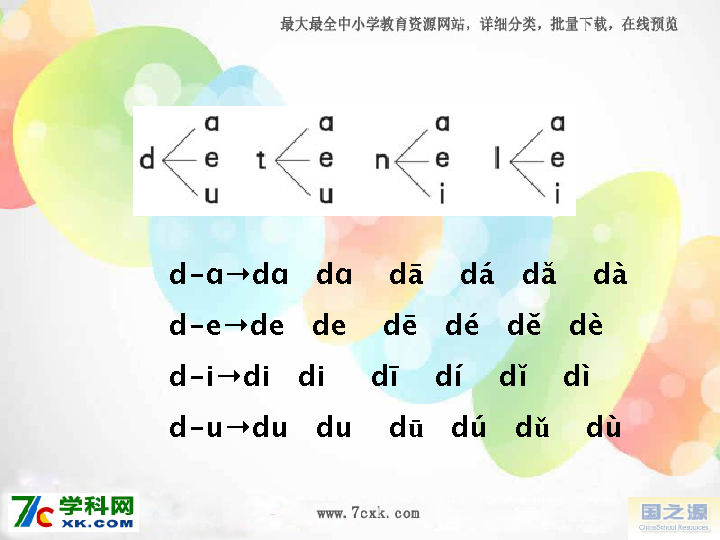 最大最全中小学教育资源网站，详细分类，批量下载，在线预览
a a a a
d e t e n e l e
u u i i
d-a→da da dā dá dǎ dà
d-e→de de dē dé dě dè
d-i→di di dī dí dǐ dì
d-u→du du dū dú dǔ dù
7c 学科网
XK.COM
www.7cxk.com
国之源
ChinaSchool Resources